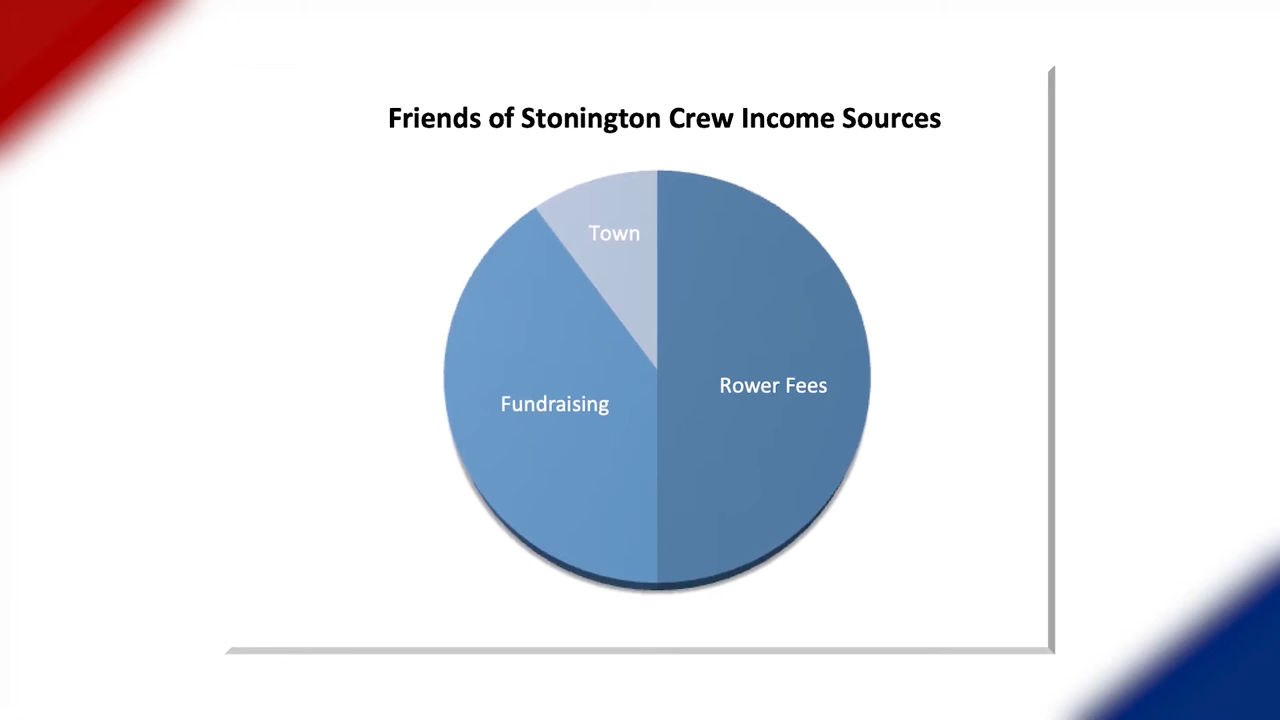 Friends of Stonington Crew Income Sources
Town
Rower Fees
Fundraising